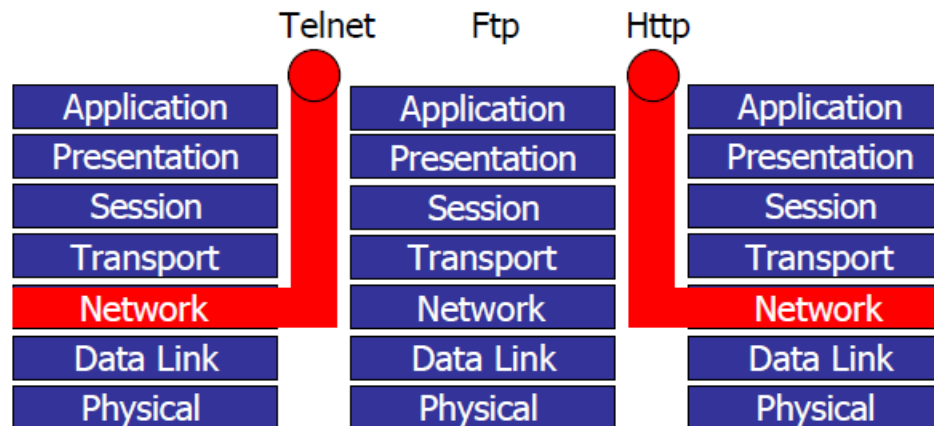 Telnet Ftp Http
Application Application Application
Presentation Presentation Presentation
Session Session Session
Transport Transport Transport
Network Network Network
Data Link Data Link Data Link
Physical Physical Physical